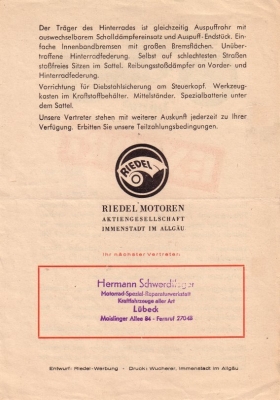 Der Träger des Hinterrades ist gleichzeitig Auspuffrohr mit
auswechselbarem Schalldämpfereinsatz und Auspuff-Endstück. Ein-
fache Innenbandbremsen mit großen Bremsflächen. Unüber-
troffene Hinterradfederung. Selbst auf schlechtesten Straßen
stoßfreies Sitzen im Sattel. Reibungsstoßdämpfer an Vorder- und
Hinterradfederung.
Vorrichtung für Diebstahlsicherung am Steuerkopf. Werkzeug-
kasten im Kraftstoffbehälter. Mittelständer. Spezialbatterie unter
dem Sattel.
Unsere Vertreter stehen mit weiterer Auskunft jederzeit zu Ihrer
Verfügung. Erbitten Sie unsere Teilzahlungsbedingungen.
RIEDEL
RIEDEL MOTOREN
AKTIENGESELLSCHAFT
IMMENSTADT IM ALLGÄU
Ihr nächster Vertreter:
Hermann
Motorrad-Spezial-Reparaturwerkstatt
Kraftfahrzeuge aller Art
Lübeck
Moislinger Allee 84 - Fernruf 27048
Entwurf: Riedel-Werbung - Druck: Wucherer, Immenstadt im Allgäu